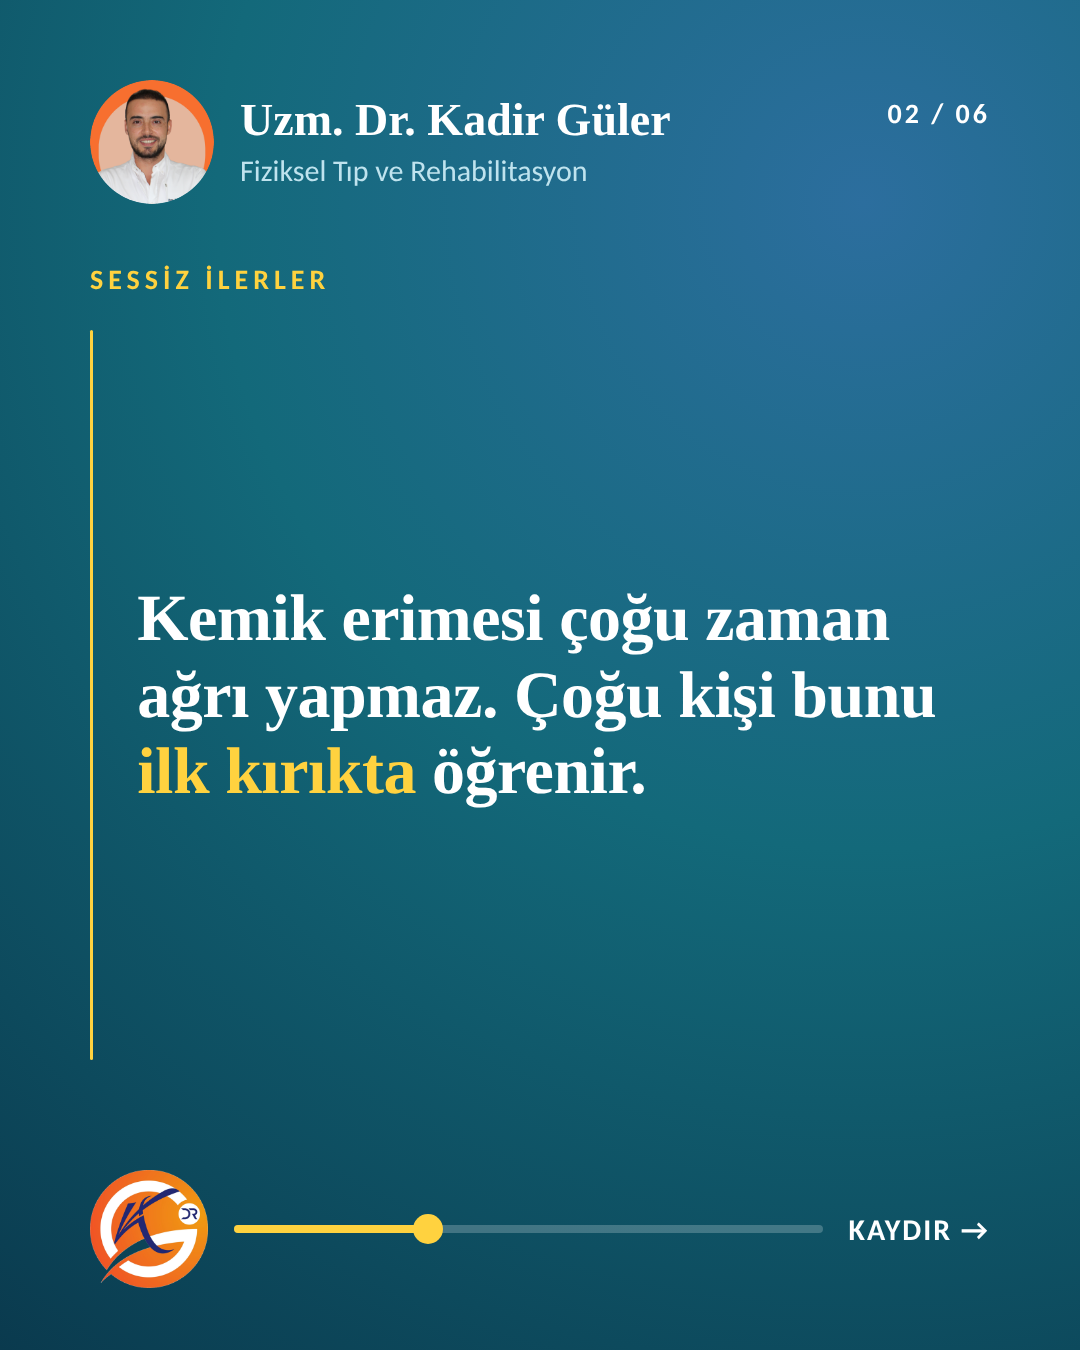 Uzm. Dr. Kadir Güler
02 / 06
Fiziksel Tıp ve Rehabilitasyon
SESSİZ İLERLER
Kemik erimesi çoğu zaman
ağrı yapmaz. Çoğu kişi bunu
ilk kırıkta öğrenir.
DR
KAYDIR →